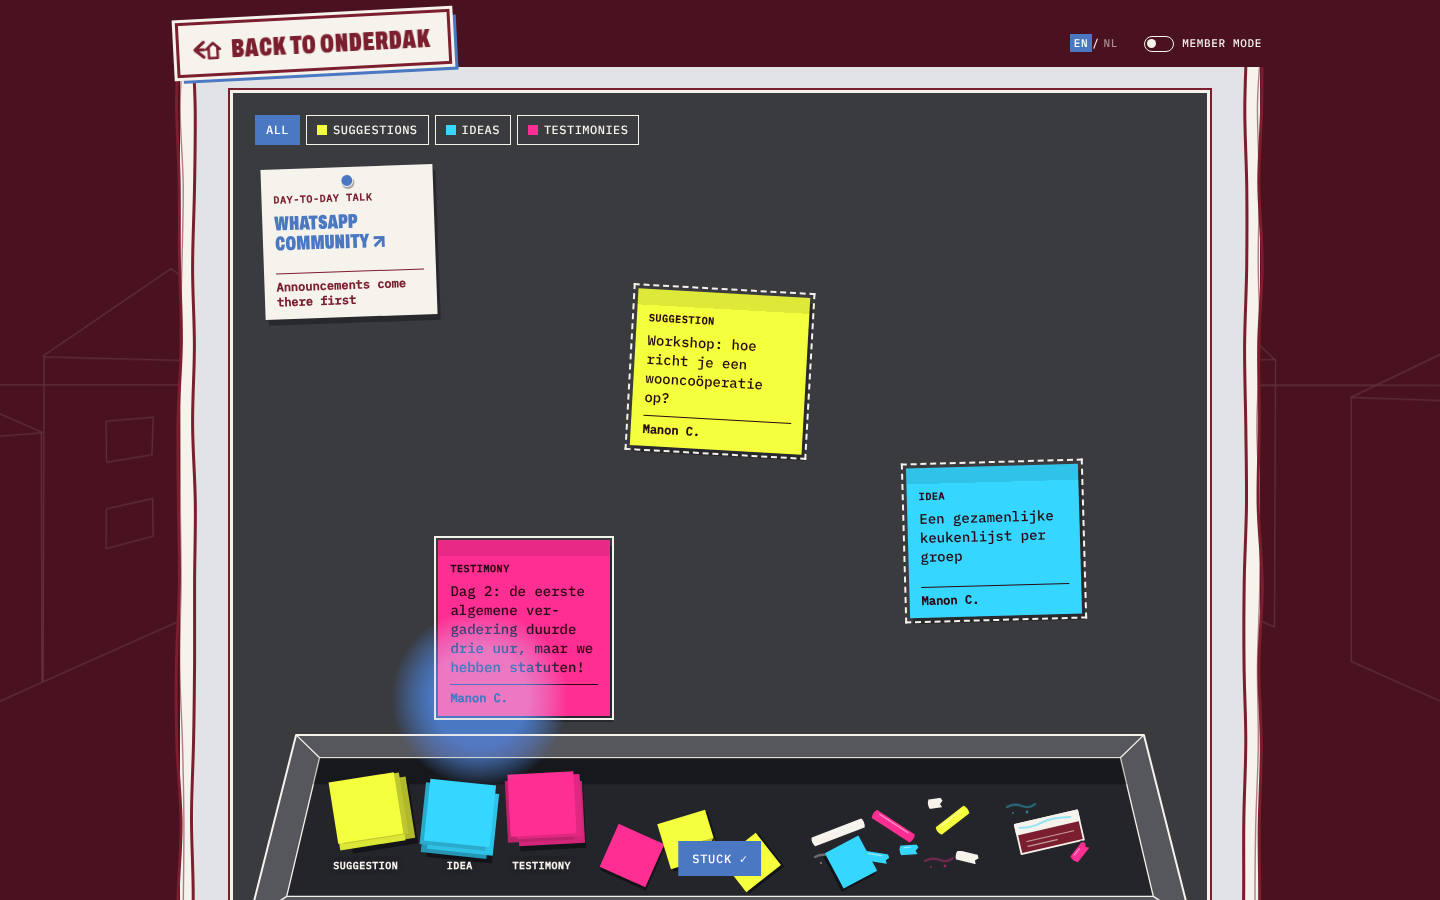 BACK TO ONDERDAK
EN / NL
MEMBER MODE
ALL
SUGGESTIONS
IDEAS
TESTIMONIES
DAY-TO-DAY TALK
WHATSAPP
COMMUNITY
Announcements come
there first
SUGGESTION
Workshop: hoe
richt je een
wooncoöperatie
op?
Manon C.
IDEA
Een gezamenlijke
keukenlijst per
groep
Manon C.
TESTIMONY
Dag 2: de eerste
algemene ver-
gadering duurde
drie uur, maar we
hebben statuten!
Manon C.
SUGGESTION
IDEA
TESTIMONY
STUCK ✓